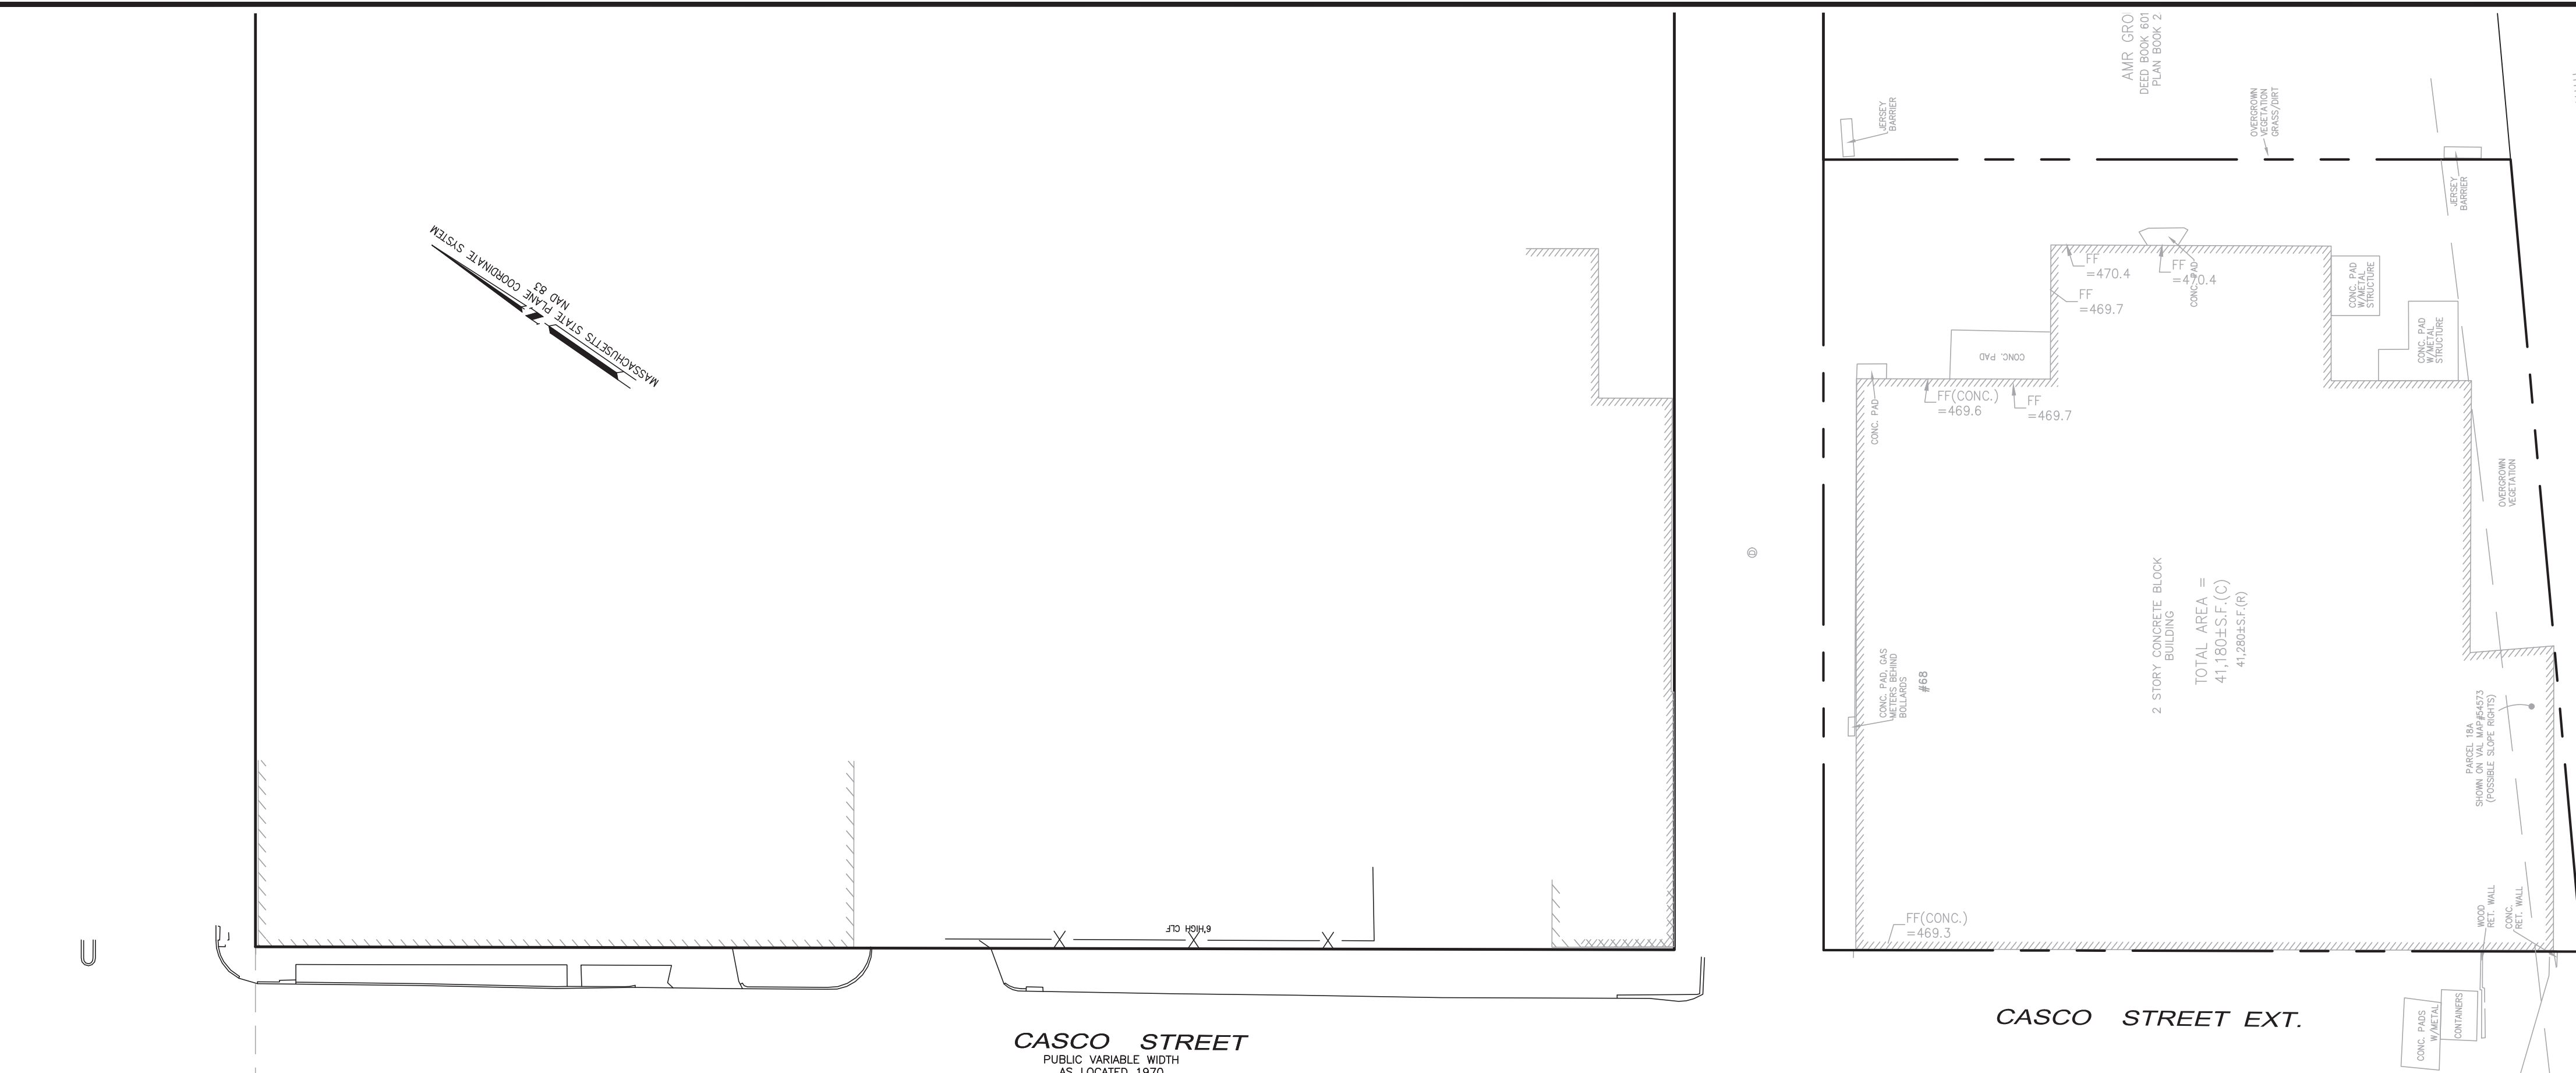 AMR GRO
DEED BOOK 601
PLAN BOOK 2
JERSEY
BARRIER
OVERGROWN
VEGETATION
GRASS/DIRT
JERSEY
BARRIER
MASSACHUSETTS STATE PLANE COORDINATE SYSTEM
NAD 83
FF
=470.4
FF
=470.4
CONC. PAD
FF
=469.7
CONC. PAD
W/METAL
STRUCTURE
CONC. PAD
W/METAL
STRUCTURE
CONC. PAD
CONC. PAD
FF(CONC.)
=469.6
FF
=469.7
OVERGROWN
VEGETATION
D
2 STORY CONCRETE BLOCK
BUILDING
TOTAL AREA =
41,180±S.F.(C)
41,280±S.F.(R)
CONC. PAD, GAS
METERS BEHIND
BOLLARDS
#68
PARCEL 18A
SHOWN ON VAL MAP#54573
(POSSIBLE SLOPE RIGHTS)
WOOD
RET. WALL
CONC.
RET. WALL
6'HIGH CLF
FF(CONC.)
=469.3
CASCO STREET
PUBLIC VARIABLE WIDTH
AS LOCATED 1970
CASCO STREET EXT.
CONC. PADS
W/METAL
CONTAINERS